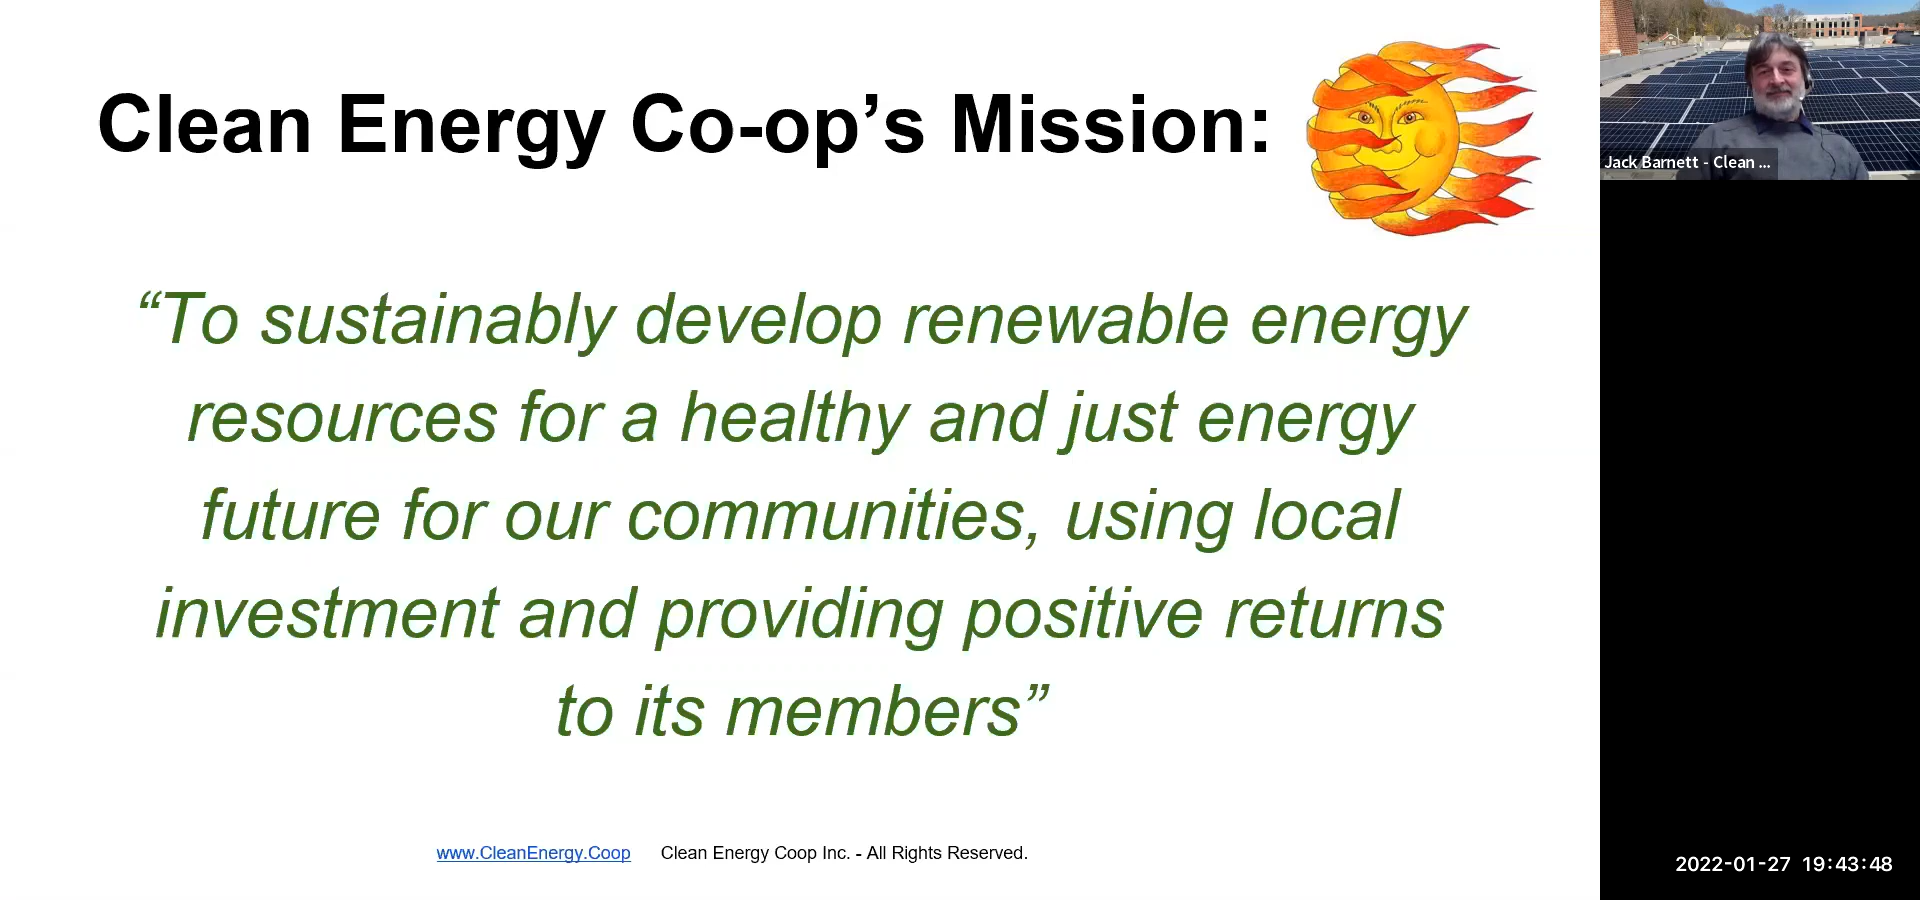 Clean Energy Co-op’s Mission:
“To sustainably develop renewable energy
resources for a healthy and just energy
future for our communities, using local
investment and providing positive returns
to its members”
www.CleanEnergy.Coop Clean Energy Coop Inc. - All Rights Reserved.
Jack Barnett - Clean ...
2022-01-27 19:43:48